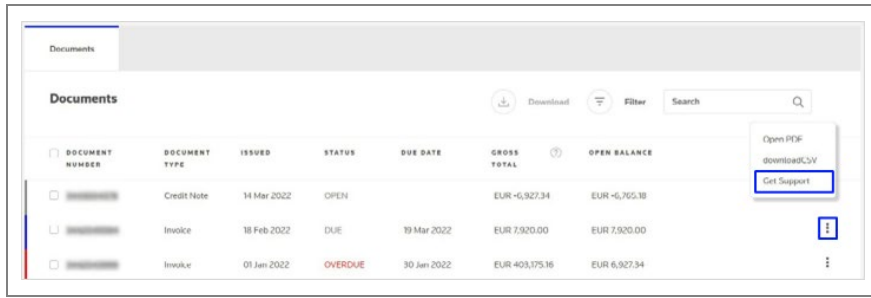 Documents
Documents
Download
Filter
Search
Open PDF
downloadCSV
Get Support
DOCUMENT NUMBER DOCUMENT TYPE ISSUED STATUS DUE DATE GROSS TOTAL ? OPEN BALANCE
Credit Note 14 Mar 2022 OPEN EUR -6,927.34 EUR -6,765.18
Invoice 18 Feb 2022 DUE 19 Mar 2022 EUR 7,920.00 EUR 7,920.00
Invoice 01 Jan 2022 OVERDUE 30 Jan 2022 EUR 403,175.16 EUR 6,927.34